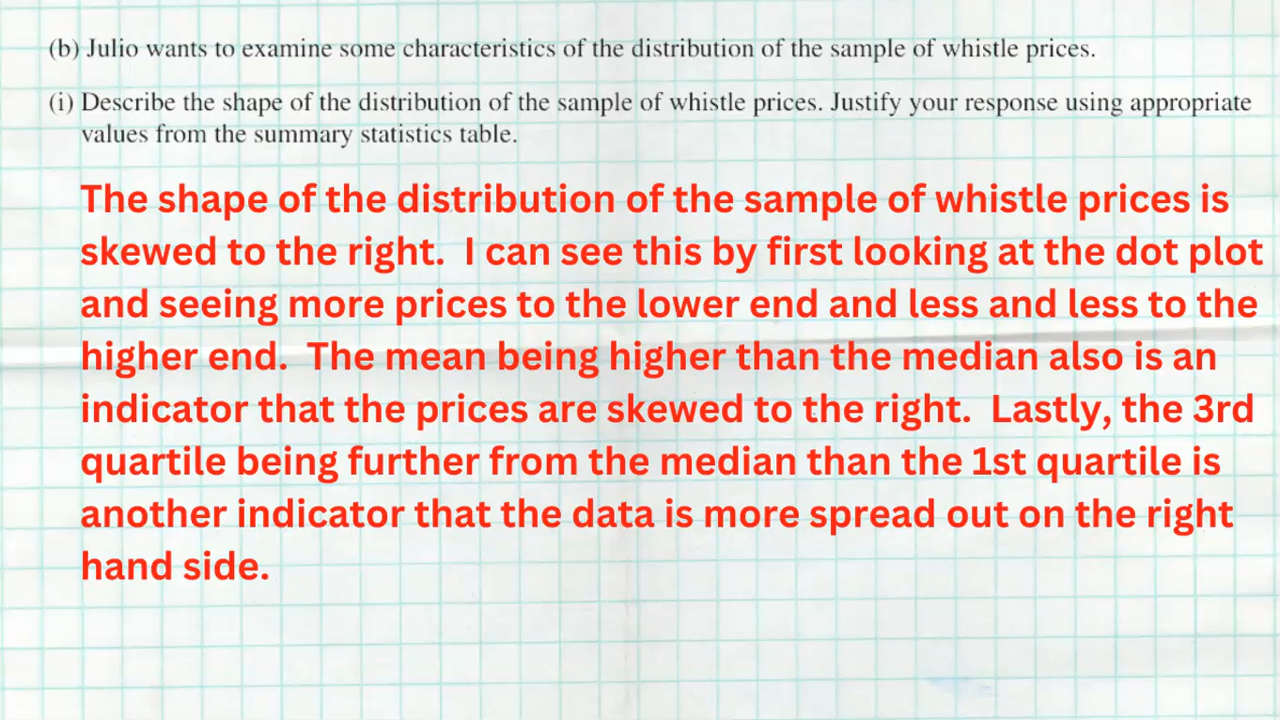 (b) Julio wants to examine some characteristics of the distribution of the sample of whistle prices.
(i) Describe the shape of the distribution of the sample of whistle prices. Justify your response using appropriate
values from the summary statistics table.
The shape of the distribution of the sample of whistle prices is
skewed to the right. I can see this by first looking at the dot plot
and seeing more prices to the lower end and less and less to the
higher end. The mean being higher than the median also is an
indicator that the prices are skewed to the right. Lastly, the 3rd
quartile being further from the median than the 1st quartile is
another indicator that the data is more spread out on the right
hand side.